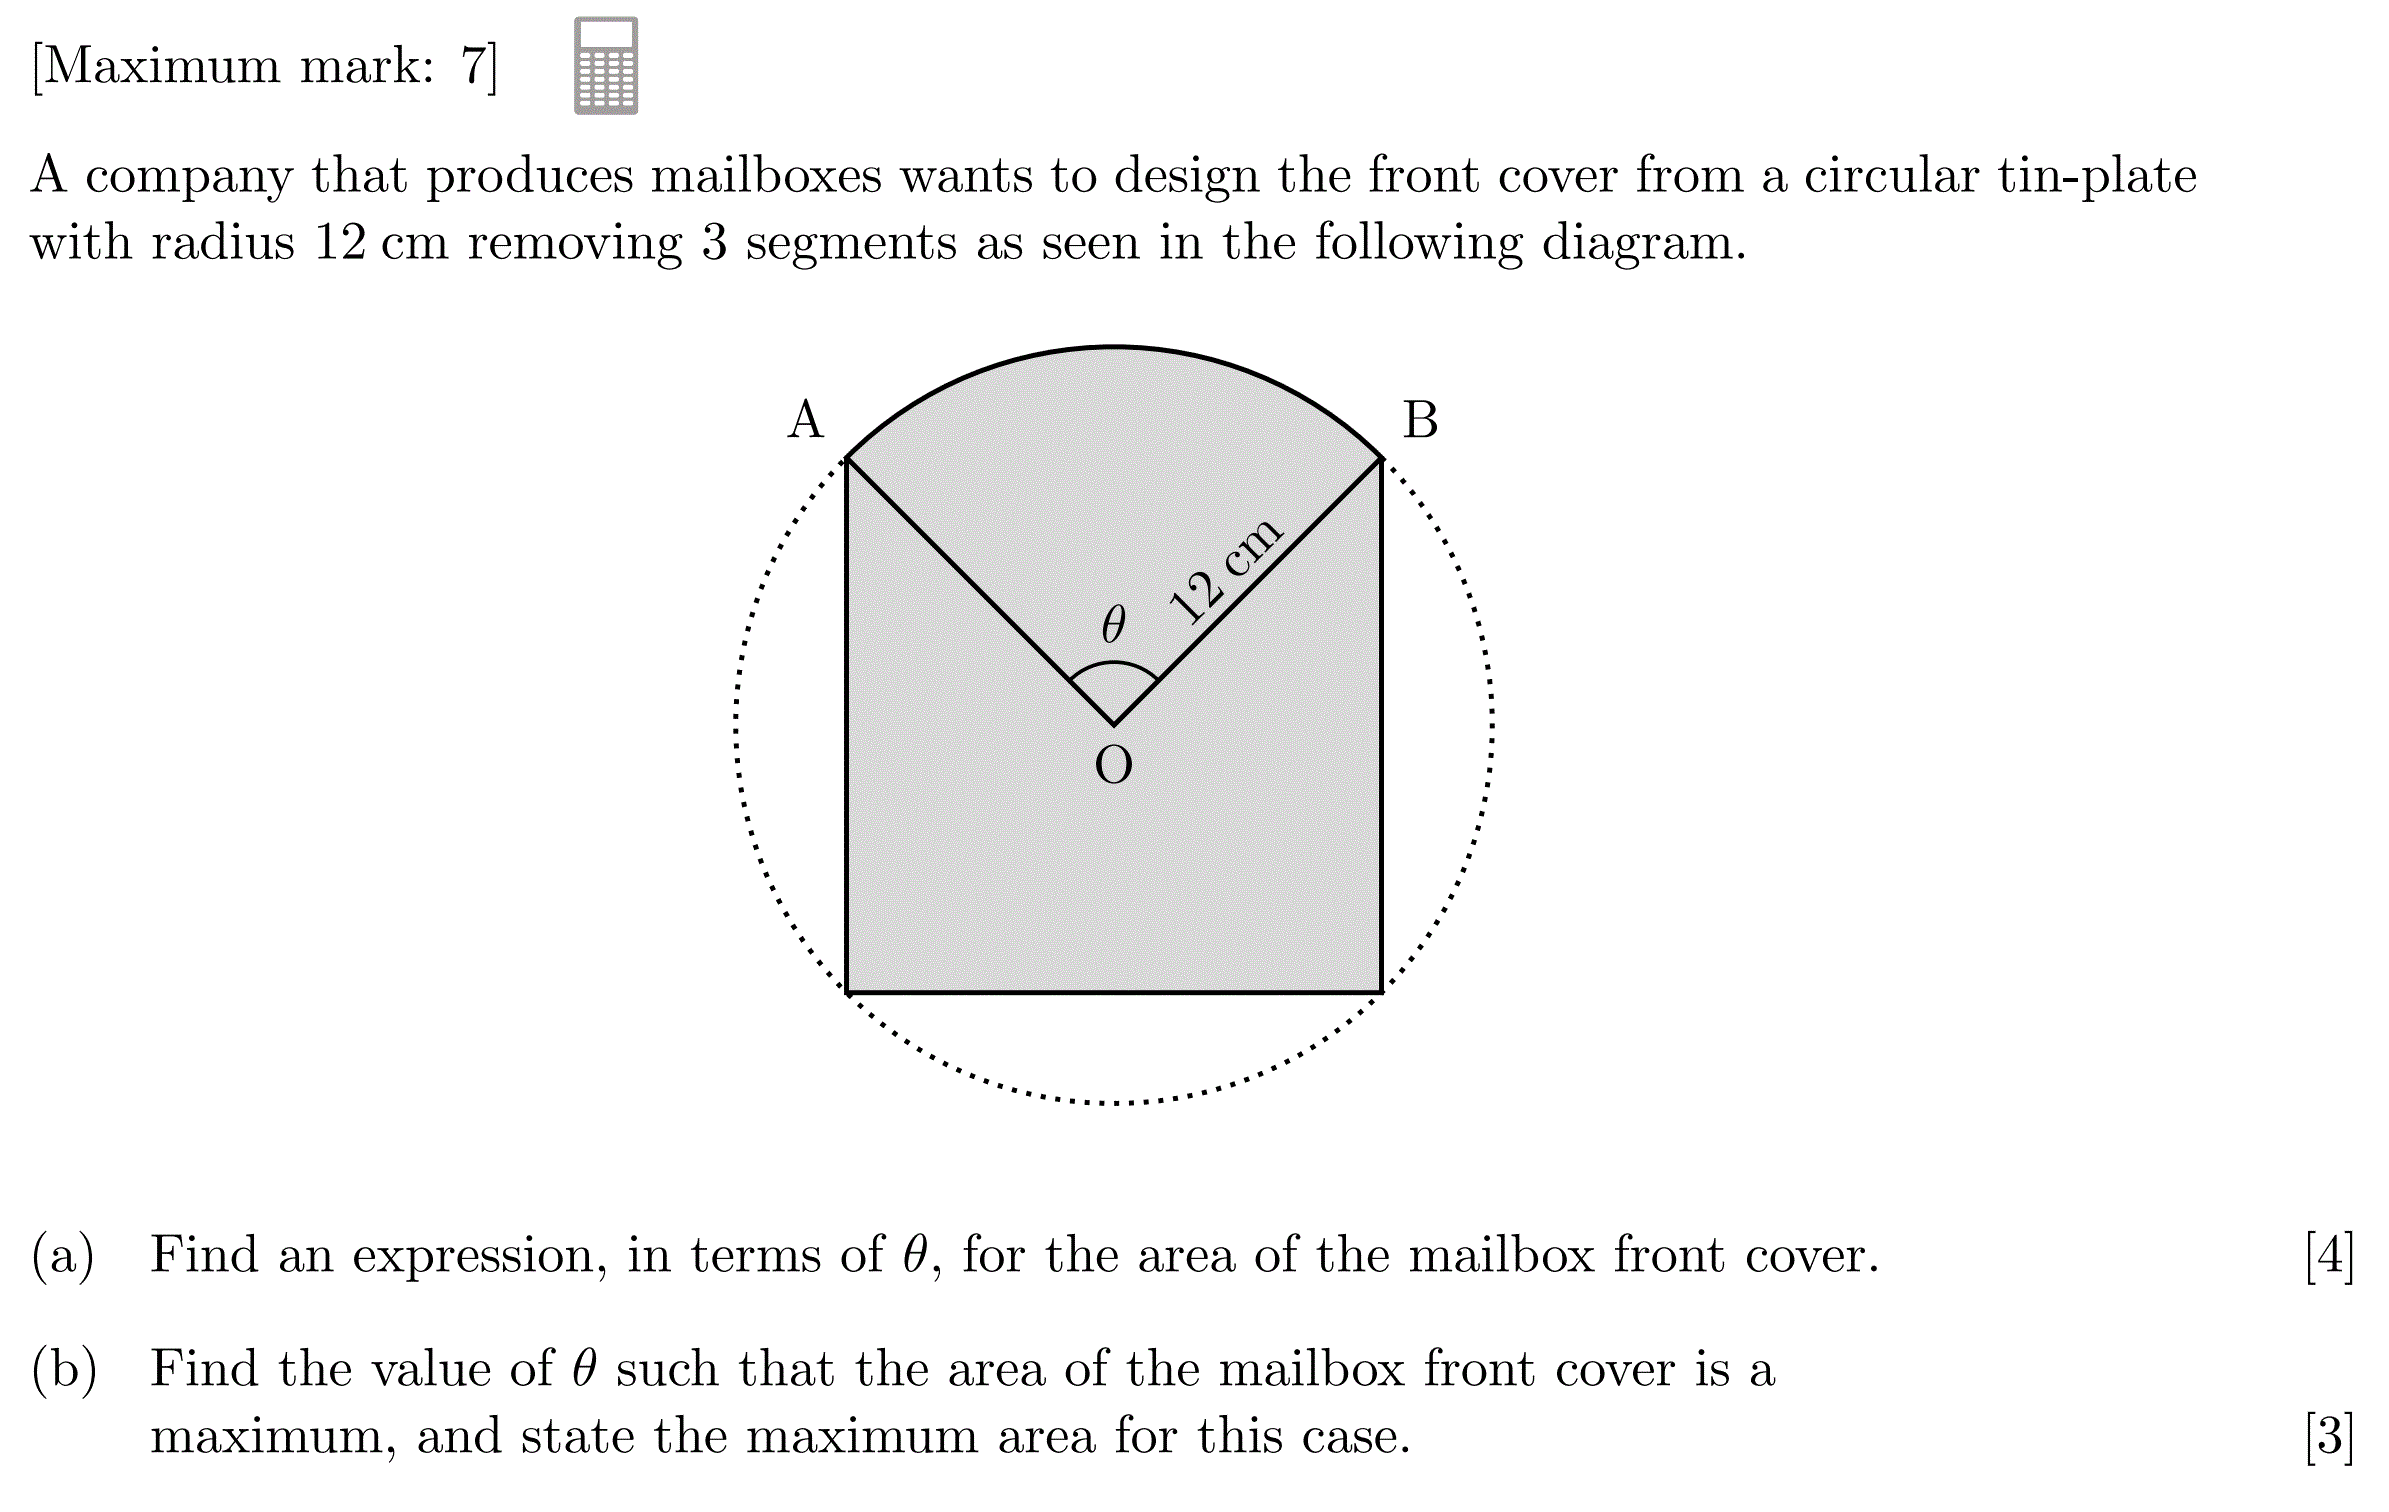 [Maximum mark: 7]
A company that produces mailboxes wants to design the front cover from a circular tin-plate
with radius 12 cm removing 3 segments as seen in the following diagram.
A
B
12 cm
θ
O
(a) Find an expression, in terms of θ, for the area of the mailbox front cover. [4]
(b) Find the value of θ such that the area of the mailbox front cover is a
maximum, and state the maximum area for this case. [3]